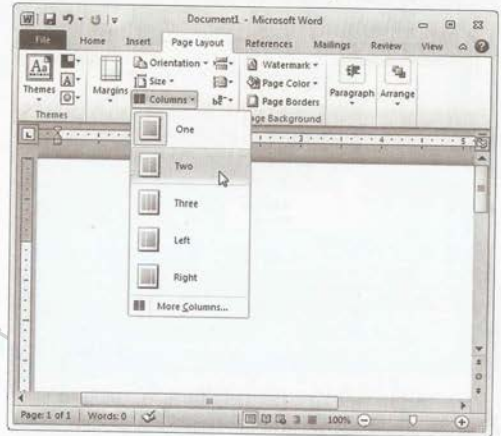 Document1 - Microsoft Word
File Home Insert Page Layout References Mailings Review View
Aa Orientation Watermark
A Size Page Color
Themes Margins Columns Page Borders Paragraph Arrange
Themes age Background
One
Two
Three
Left
Right
More Columns...
Page: 1 of 1 Words: 0 100%